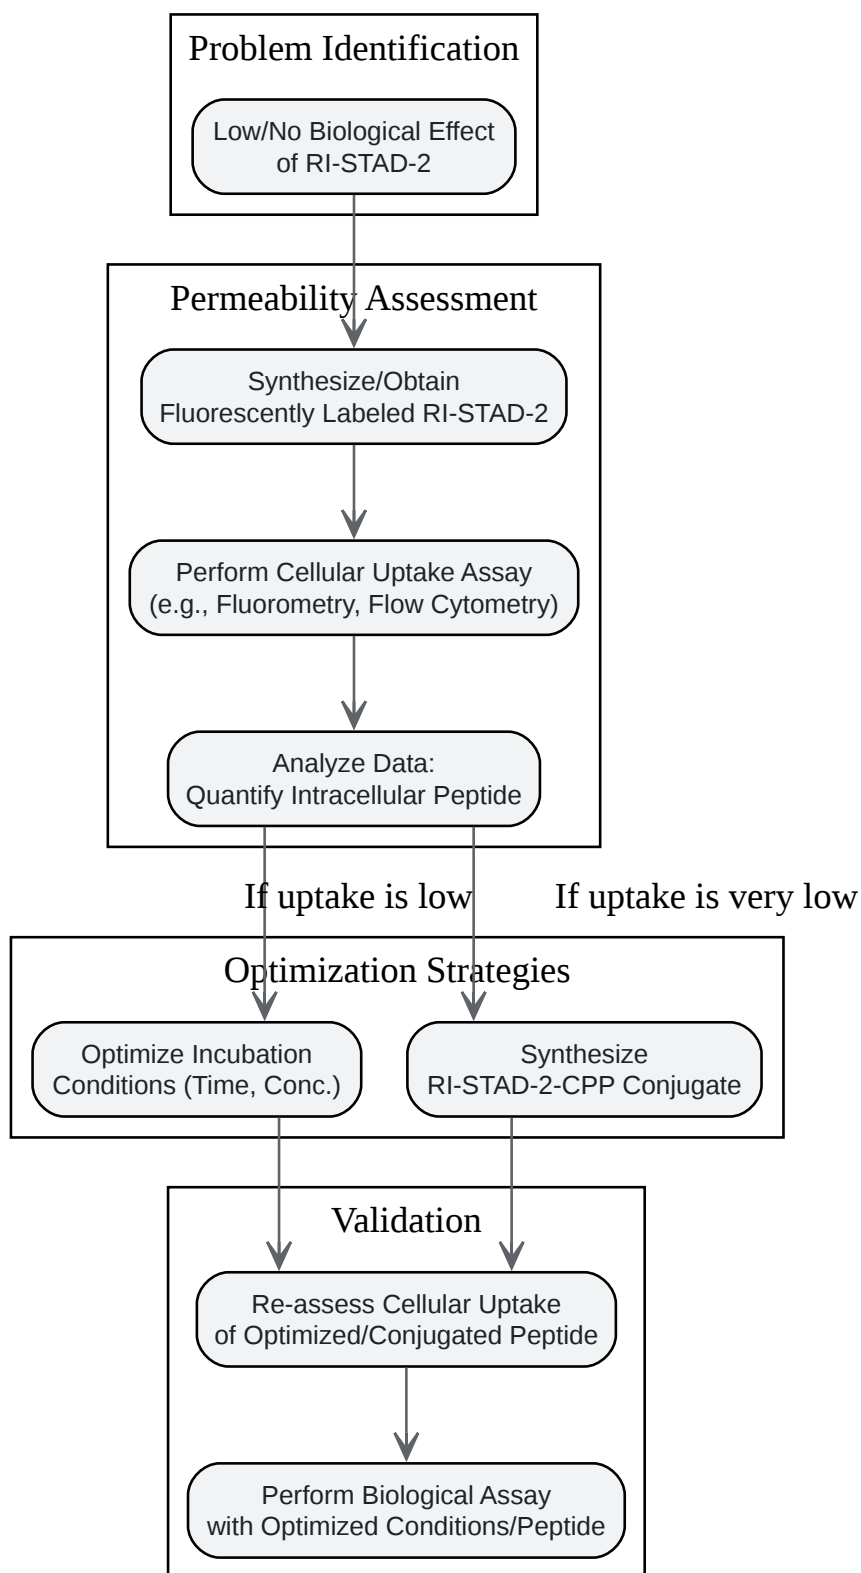 Problem Identification
Low/No Biological Effect
of RI-STAD-2
Permeability Assessment
Synthesize/Obtain
Fluorescently Labeled RI-STAD-2
Perform Cellular Uptake Assay
(e.g., Fluorometry, Flow Cytometry)
Analyze Data:
Quantify Intracellular Peptide
If uptake is low
If uptake is very low
Optimization Strategies
Optimize Incubation
Conditions (Time, Conc.)
Synthesize
RI-STAD-2-CPP Conjugate
Validation
Re-assess Cellular Uptake
of Optimized/Conjugated Peptide
Perform Biological Assay
with Optimized Conditions/Peptide